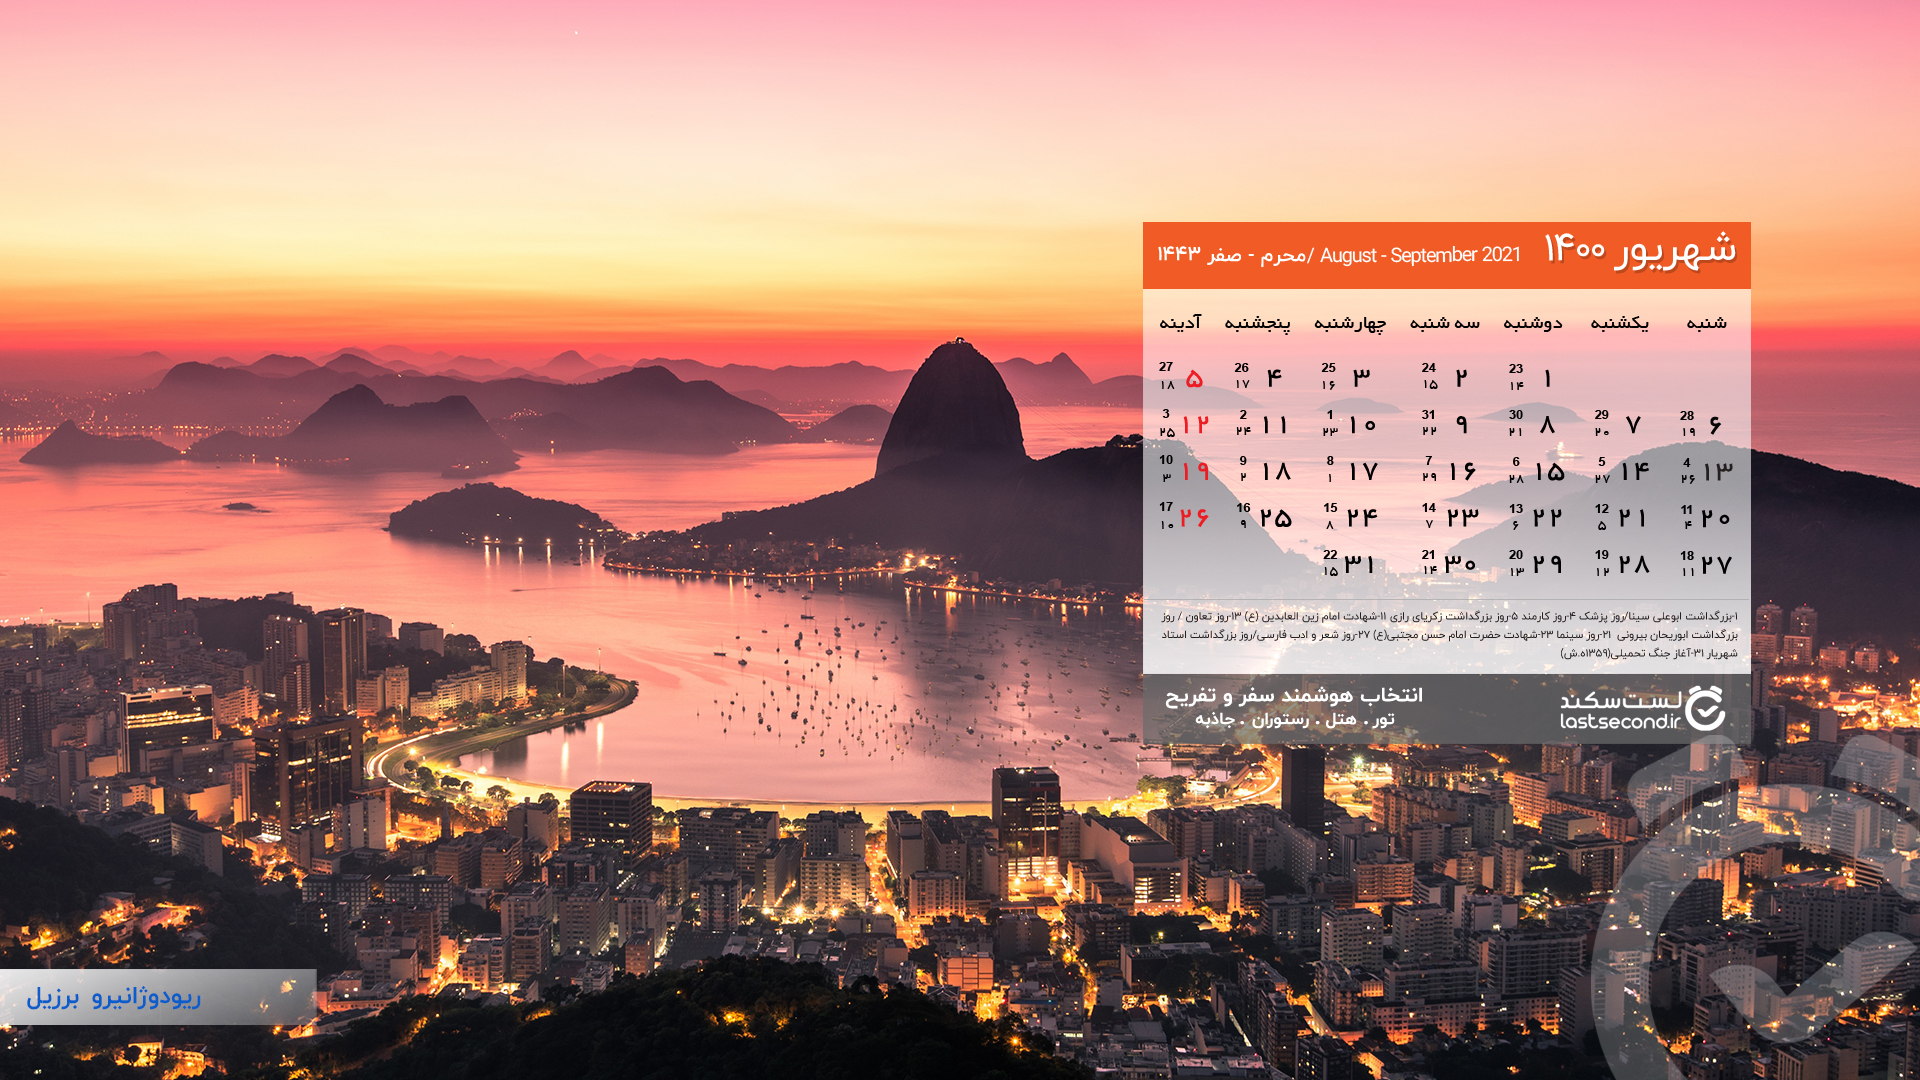 شهریور ۱۴۰۰ August - September 2021 / محرم - صفر ۱۴۴۳
شنبه یکشنبه دوشنبه سه شنبه چهارشنبه پنجشنبه آدینه
۱ 23 ۱۴ ۲ 24 ۱۵ ۳ 25 ۱۶ ۴ 26 ۱۷ ۵ 27 ۱۸
۶ 28 ۱۹ ۷ 29 ۲۰ ۸ 30 ۲۱ ۹ 31 ۲۲ ۱۰ 1 ۲۳ ۱۱ 2 ۲۴ ۱۲ 3 ۲۵
۱۳ 4 ۲۶ ۱۴ 5 ۲۷ ۱۵ 6 ۲۸ ۱۶ 7 ۲۹ ۱۷ 8 ۱ ۱۸ 9 ۲ ۱۹ 10 ۳
۲۰ 11 ۴ ۲۱ 12 ۵ ۲۲ 13 ۶ ۲۳ 14 ۷ ۲۴ 15 ۸ ۲۵ 16 ۹ ۲۶ 17 ۱۰
۲۷ 18 ۱۱ ۲۸ 19 ۱۲ ۲۹ 20 ۱۳ ۳۰ 21 ۱۴ ۳۱ 22 ۱۵
۱-بزرگداشت ابوعلی سینا/روز پزشک ۴-روز کارمند ۵-روز بزرگداشت زکریای رازی ۱۱-شهادت امام زین العابدین (ع) ۱۳-روز تعاون / روز
بزرگداشت ابوریحان بیرونی ۲۱-روز سینما ۲۳-شهادت حضرت امام حسن مجتبی(ع) ۲۷-روز شعر و ادب فارسی/روز بزرگداشت استاد
شهریار ۳۱-آغاز جنگ تحمیلی(۱۳۵۹ه.ش)
لست‌سکند
lastsecond.ir
انتخاب هوشمند سفر و تفریح
تور . هتل . رستوران . جاذبه
ریودوژانیرو برزیل